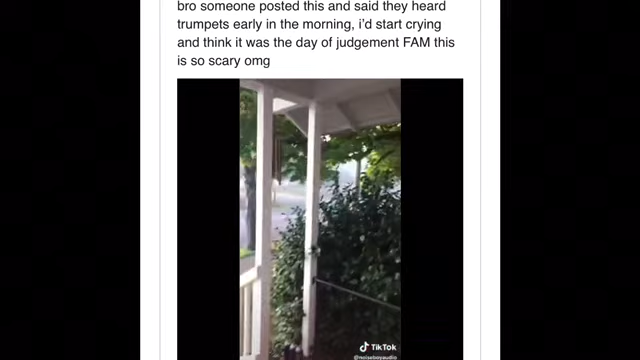 bro someone posted this and said they heard
trumpets early in the morning, i'd start crying
and think it was the day of judgement FAM this
is so scary omg
TikTok
@noiseboyaudio